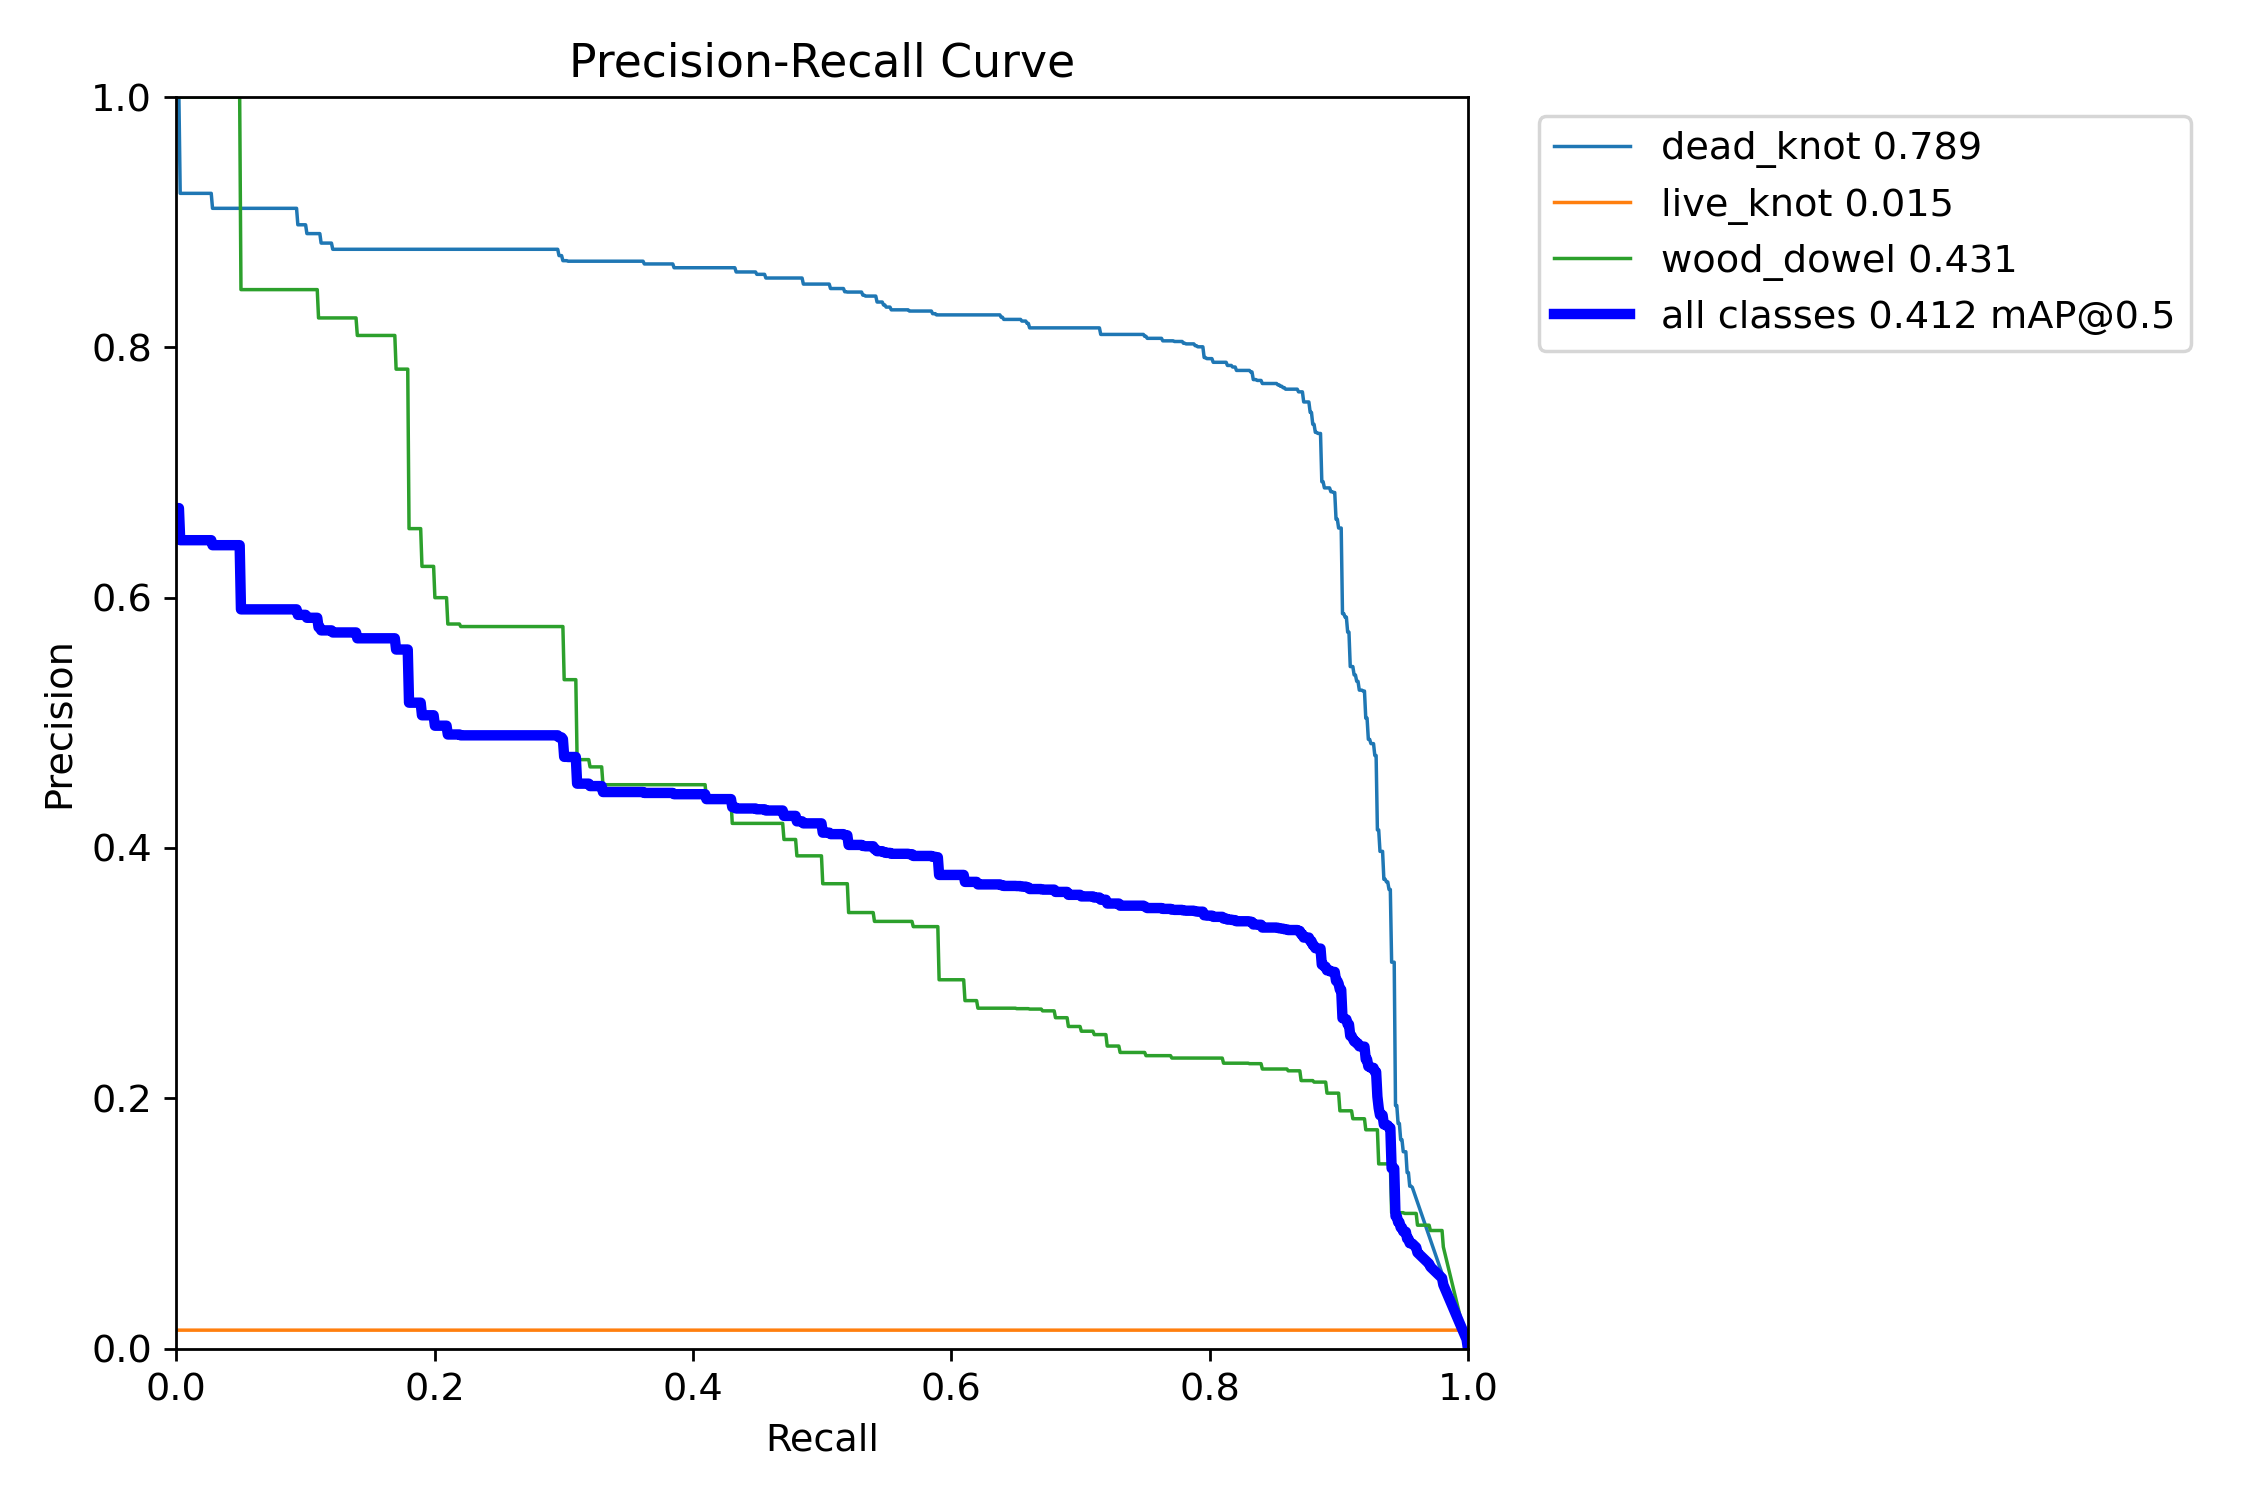 Precision-Recall Curve
1.0
0.8
0.6
0.4
0.2
0.0
Precision
0.0 0.2 0.4 0.6 0.8 1.0
Recall
dead_knot 0.789
live_knot 0.015
wood_dowel 0.431
all classes 0.412 mAP@0.5